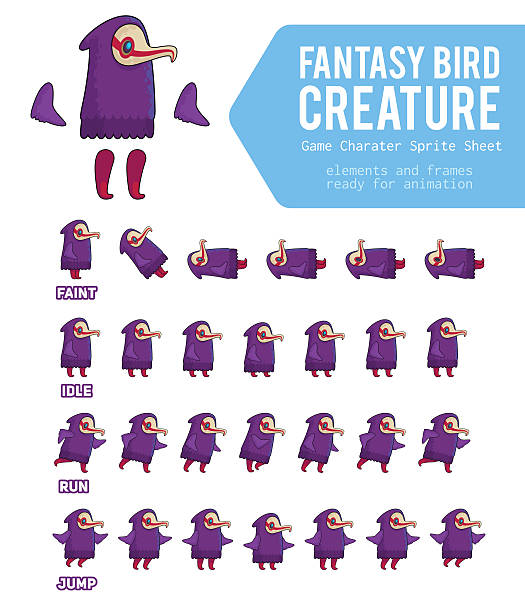 FANTASY BIRD
CREATURE
Game Charater Sprite Sheet
elements and frames
ready for animation
FAINT
IDLE
RUN
JUMP